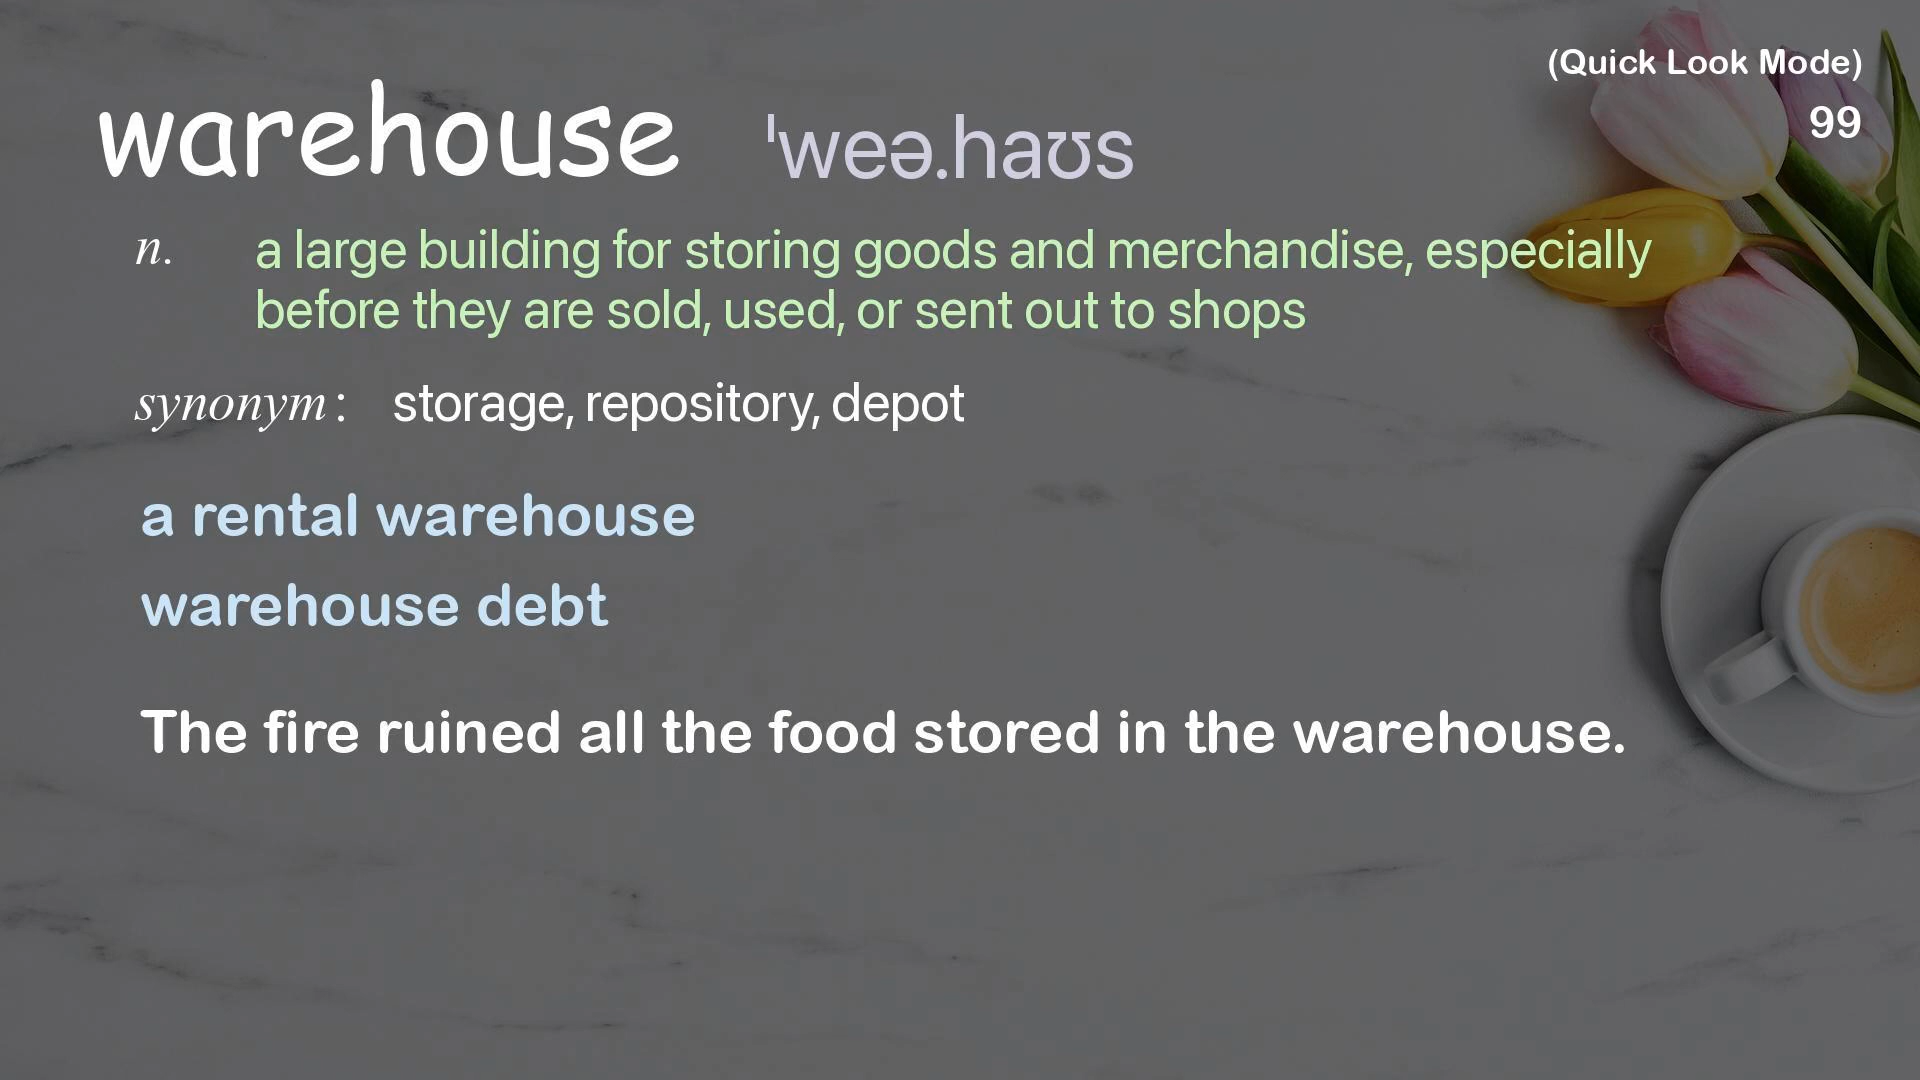 (Quick Look Mode)
99
warehouse ˈweə.haʊs
n. a large building for storing goods and merchandise, especially
before they are sold, used, or sent out to shops
synonym: storage, repository, depot
a rental warehouse
warehouse debt
The fire ruined all the food stored in the warehouse.